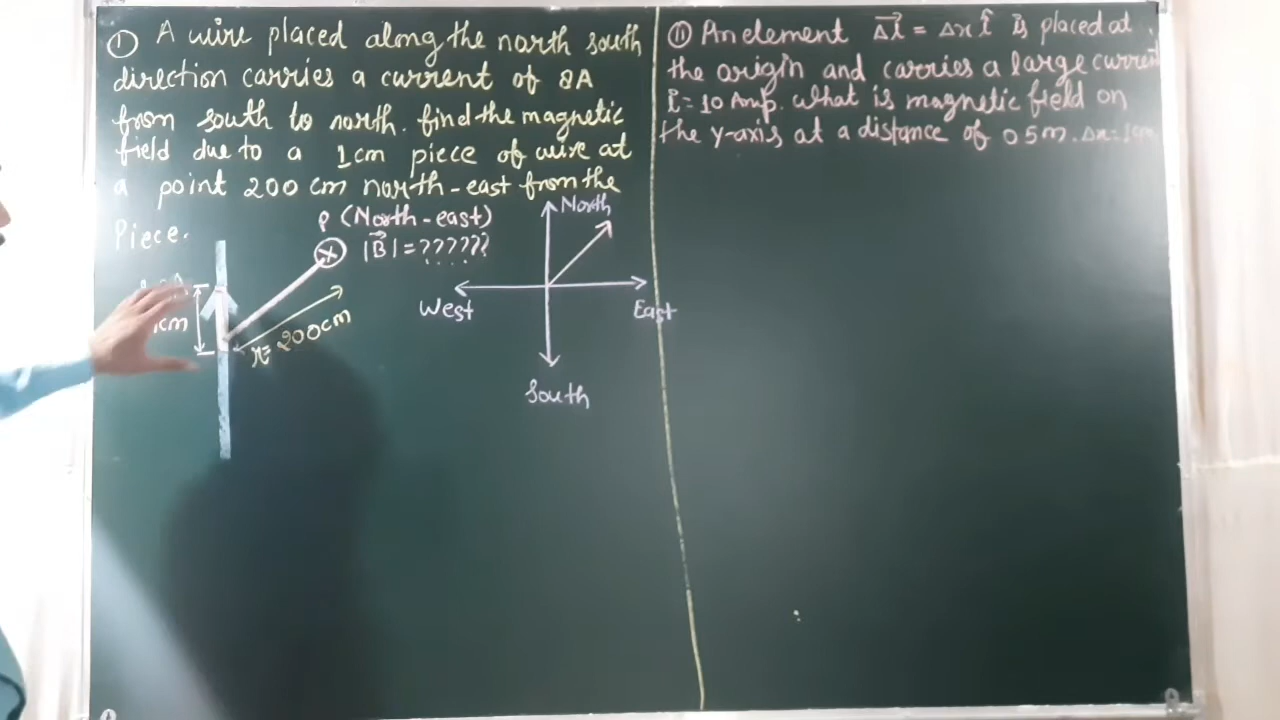 ① A wire placed along the north south
direction carries a current of 8A
from south to north. find the magnetic
field due to a 1cm piece of wire at
a point 200 cm north-east from the
Piece.
P (North-east)
|B⃗| = ??????
1cm
r = 200cm
North
West
East
South
⑪ An element Δl⃗ = Δx î is placed at
the origin and carries a large current
i = 10 Amp. What is magnetic field on
the y-axis at a distance of 0.5m. Δx = 1cm